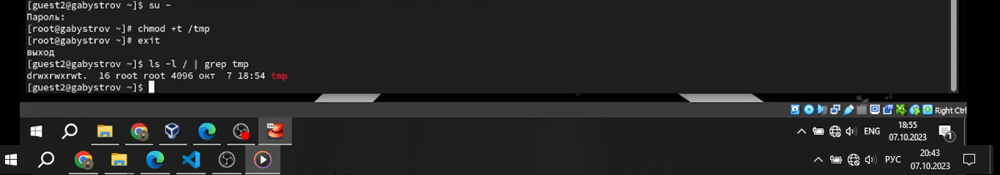 [guest2@gabystrov ~]$ su -
Пароль:
[root@gabystrov ~]# chmod +t /tmp
[root@gabystrov ~]# exit
выход
[guest2@gabystrov ~]$ ls -l / | grep tmp
drwxrwxrwt.  16 root root 4096 окт  7 18:54 tmp
[guest2@gabystrov ~]$
Right Ctrl
ENG
18:55
07.10.2023
1
РУС
20:43
07.10.2023